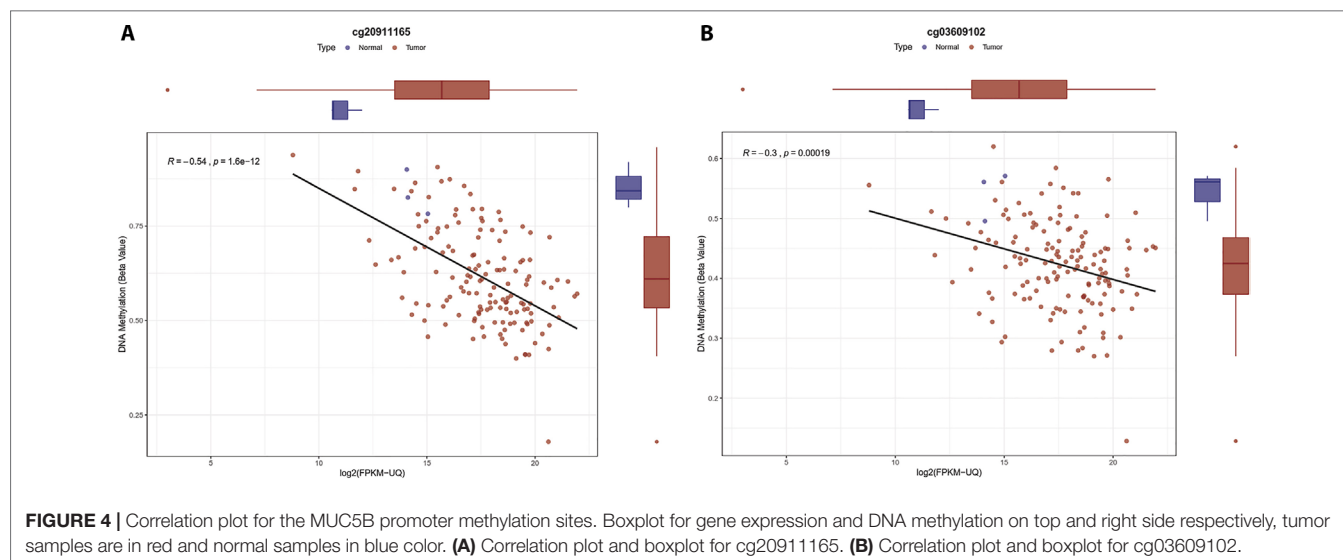 A
cg20911165
Type Normal Tumor
R = −0.54 , p = 1.6e−12
DNA Methylation (Beta Value)
0.75
0.50
0.25
5 10 15 20
log2(FPKM−UQ)
B
cg03609102
Type Normal Tumor
R = −0.3 , p = 0.00019
DNA Methylation (Beta Value)
0.6
0.5
0.4
0.3
0.2
5 10 15 20
log2(FPKM−UQ)
FIGURE 4 | Correlation plot for the MUC5B promoter methylation sites. Boxplot for gene expression and DNA methylation on top and right side respectively, tumor
samples are in red and normal samples in blue color. (A) Correlation plot and boxplot for cg20911165. (B) Correlation plot and boxplot for cg03609102.